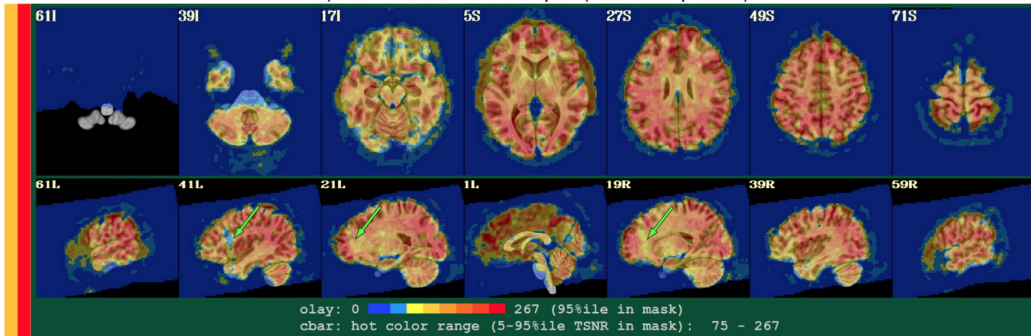 61I 39I 17I 5S 27S 49S 71S
61L 41L 21L 1L 19R 39R 59R
olay: 0 267 (95%ile in mask)
cbar: hot color range (5-95%ile TSNR in mask): 75 - 267